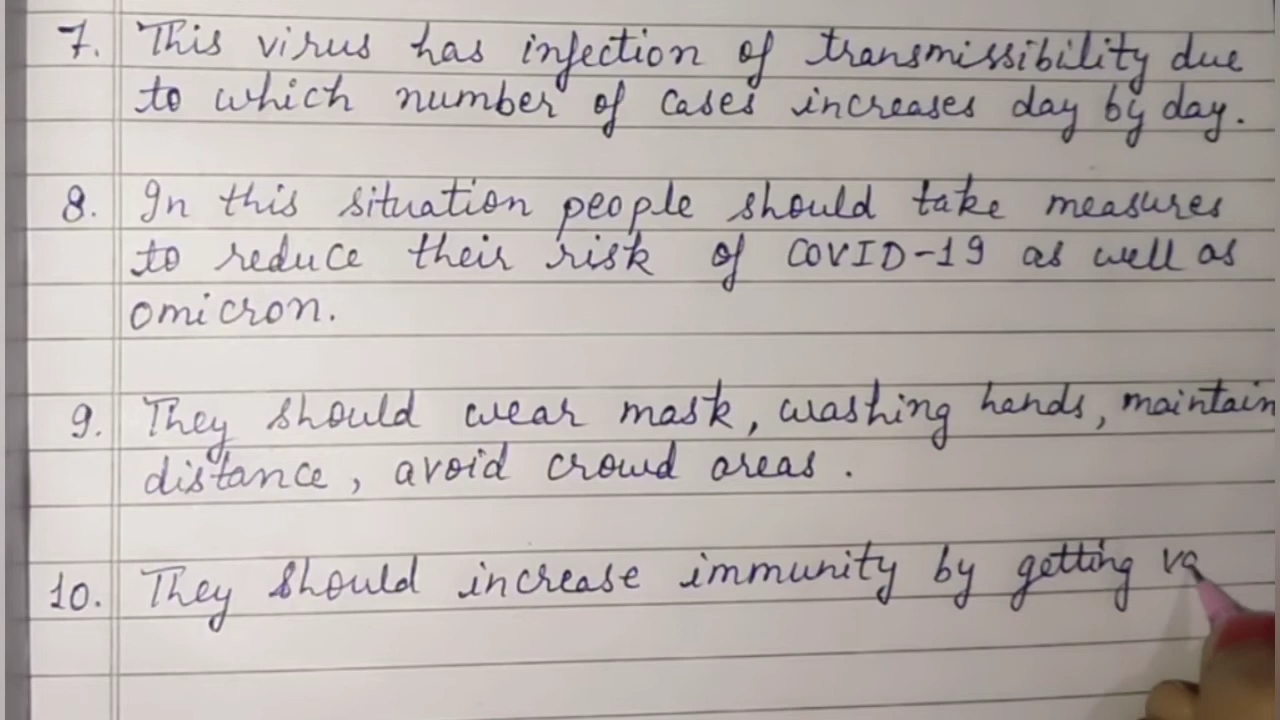 7. This virus has infection of transmissibility due
to which number of cases increases day by day.
8. In this situation people should take measures
to reduce their risk of COVID-19 as well as
omicron.
9. They should wear mask, washing hands, maintain
distance, avoid crowd areas.
10. They should increase immunity by getting va